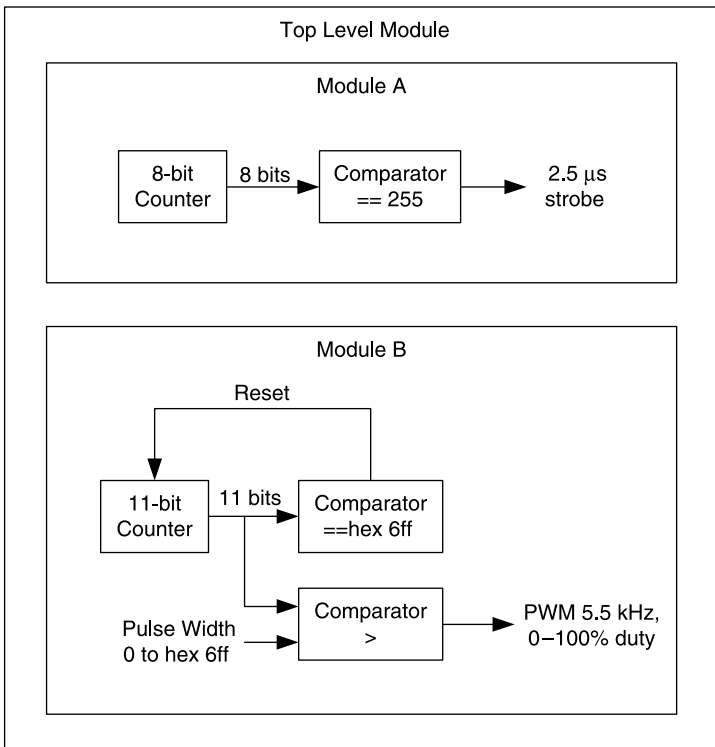 Top Level Module
Module A
8-bit
Counter
8 bits
Comparator
== 255
2.5 μs
strobe
Module B
Reset
11-bit
Counter
11 bits
Comparator
==hex 6ff
Pulse Width
0 to hex 6ff
Comparator
>
PWM 5.5 kHz,
0–100% duty